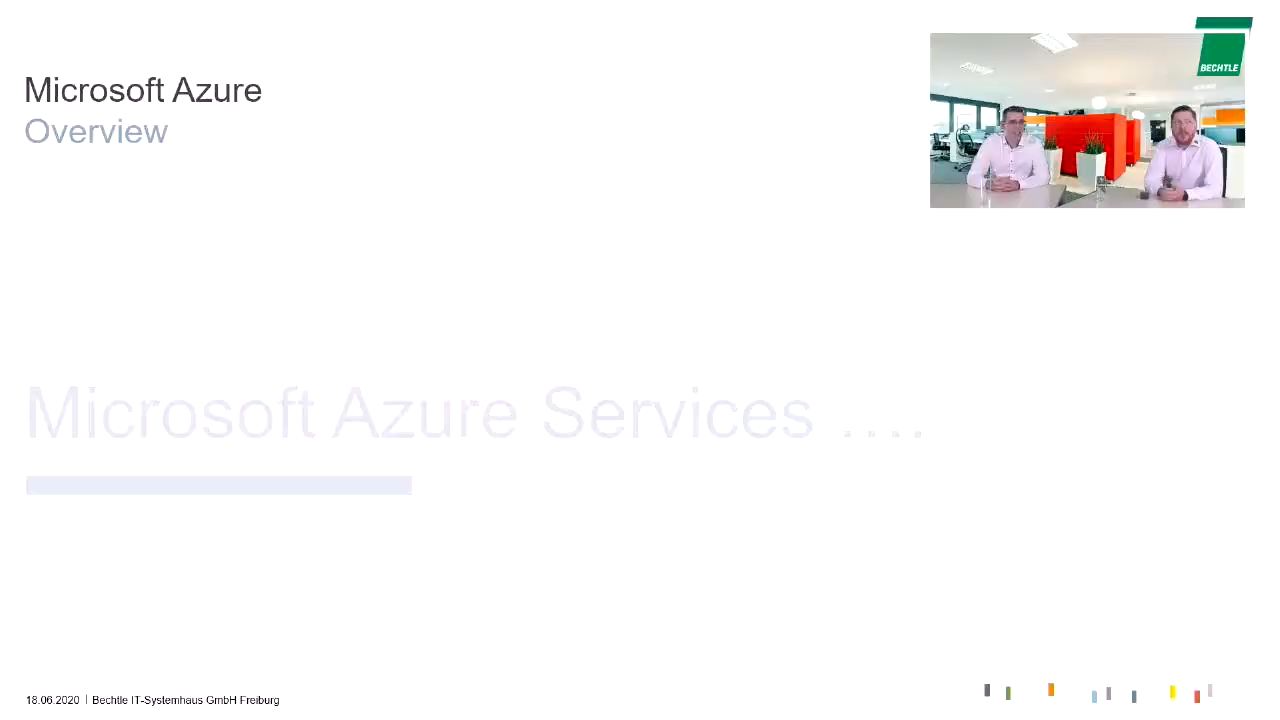 Microsoft Azure
Overview
BECHTLE
Microsoft Azure Services ....
18.06.2020 | Bechtle IT-Systemhaus GmbH Freiburg